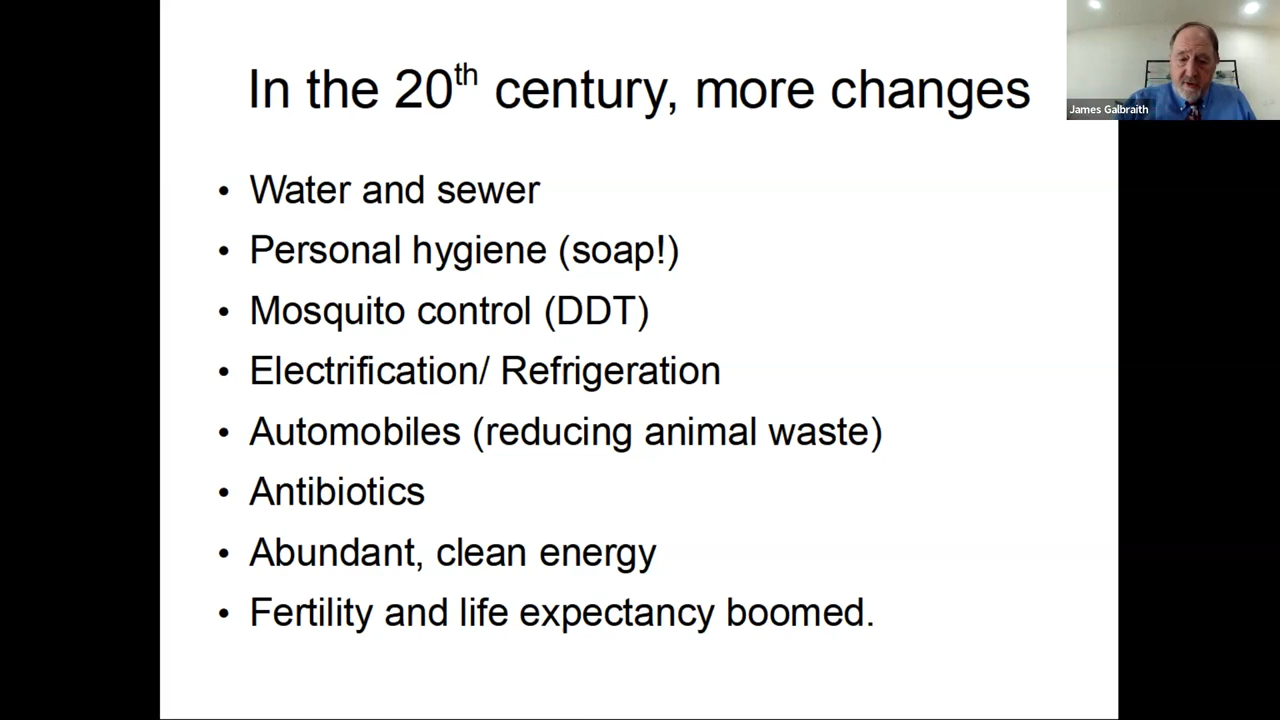 In the 20th century, more changes
James Galbraith
• Water and sewer
• Personal hygiene (soap!)
• Mosquito control (DDT)
• Electrification/ Refrigeration
• Automobiles (reducing animal waste)
• Antibiotics
• Abundant, clean energy
• Fertility and life expectancy boomed.